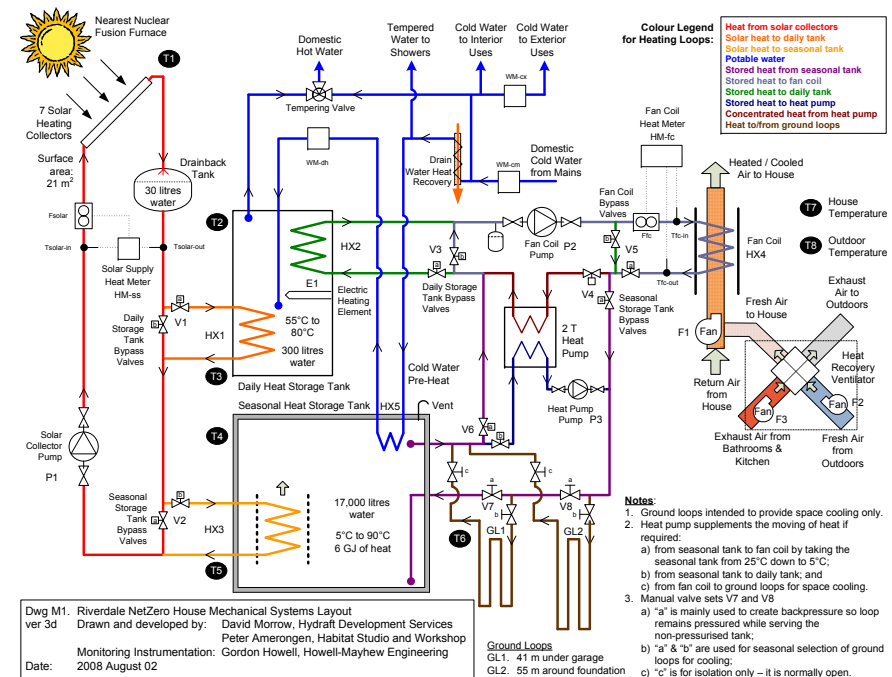 Nearest Nuclear
Fusion Furnace
T1
7 Solar
Heating
Collectors
Surface
area:
21 m²
Drainback
Tank
30 litres
water
Fsolar
Tsolar-in
Tsolar-out
Solar Supply
Heat Meter
HM-ss
Daily
Storage
Tank
Bypass
Valves
a
b
V1
HX1
Solar
Collector
Pump
P1
Seasonal
Storage
Tank
Bypass
Valves
b
a
V2
HX3
Domestic
Hot Water
Tempering Valve
WM-dh
Tempered
Water to
Showers
Cold Water
to Interior
Uses
Cold Water
to Exterior
Uses
WM-cx
Drain
Water Heat
Recovery
WM-cm
Domestic
Cold Water
from Mains
T2
HX2
E1
Electric
Heating
Element
55°C to
80°C
300 litres
water
T3
Daily Heat Storage Tank
V3
b
a
Daily Storage
Tank Bypass
Valves
Fan Coil
Pump
P2
Fan Coil
Bypass
Valves
b
V5
a
Ffc
Tfc-in
Tfc-out
Fan Coil
Heat Meter
HM-fc
V4
a
Seasonal
Storage Tank
Bypass
Valves
2 T
Heat
Pump
Heat Pump
Pump
P3
Cold Water
Pre-Heat
Seasonal Heat Storage Tank
HX5
Vent
T4
17,000 litres
water
5°C to 90°C
6 GJ of heat
T5
V6
a
b
c
c
a
V7
b
a
V8
b
GL1
GL2
T6
Ground Loops
GL1. 41 m under garage
GL2. 55 m around foundation
Colour Legend
for Heating Loops:
Heat from solar collectors
Solar heat to daily tank
Solar heat to seasonal tank
Potable water
Stored heat from seasonal tank
Stored heat to fan coil
Stored heat to daily tank
Stored heat to heat pump
Concentrated heat from heat pump
Heat to/from ground loops
Heated / Cooled
Air to House
T7
House
Temperature
T8
Outdoor
Temperature
Fan Coil
HX4
Exhaust
Air to
Outdoors
Fresh Air
to House
F1
Fan
Return Air
from
House
Heat
Recovery
Ventilator
Fan
F3
Fan
F2
Exhaust Air from
Bathrooms &
Kitchen
Fresh Air
from
Outdoors
Notes:
1. Ground loops intended to provide space cooling only.
2. Heat pump supplements the moving of heat if
required:
a) from seasonal tank to fan coil by taking the
seasonal tank from 25°C down to 5°C;
b) from seasonal tank to daily tank; and
c) from fan coil to ground loops for space cooling.
3. Manual valve sets V7 and V8
a) "a" is mainly used to create backpressure so loop
remains pressured while serving the
non-pressurised tank;
b) "a" & "b" are used for seasonal selection of ground
loops for cooling;
c) "c" is for isolation only – it is normally open.
Dwg M1. Riverdale NetZero House Mechanical Systems Layout
ver 3d Drawn and developed by: David Morrow, Hydraft Development Services
Peter Amerongen, Habitat Studio and Workshop
Monitoring Instrumentation: Gordon Howell, Howell-Mayhew Engineering
Date: 2008 August 02